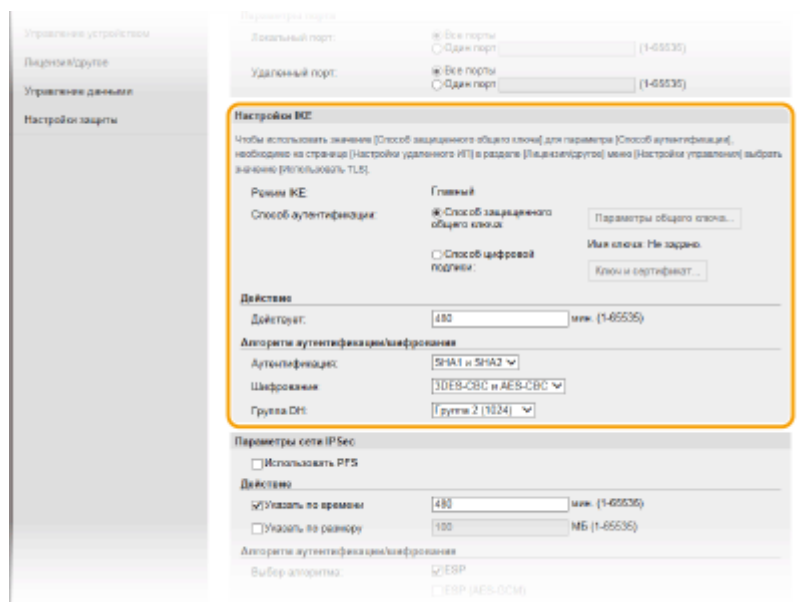 Параметры порта
Управление устройством
Локальный порт:
Все порты
Один порт
(1-65535)
Лицензия/другое
Удаленный порт:
Все порты
Один порт
(1-65535)
Управление данными
Настройки защиты
Настройки IKE
Чтобы использовать значение [Способ защищенного общего ключа] для параметра [Способ аутентификации],
необходимо на странице [Настройки удаленного ИП] в разделе [Лицензия/другое] меню [Настройки управления] выбрать
значение [Использовать TLS].
Режим IKE
Главный
Способ аутентификации:
Способ защищенного
общего ключа
Параметры общего ключа...
Имя ключа: Не задано.
Способ цифровой
подписи:
Ключ и сертификат...
Действие
Действует:
480
мин. (1-65535)
Алгоритм аутентификации/шифрования
Аутентификация:
SHA1 и SHA2
Шифрование
3DES-CBC и AES-CBC
Группа DH:
Группа 2 (1024)
Параметры сети IPSec
Использовать PFS
Действие
Указать по времени
480
мин. (1-65535)
Указать по размеру
100
МБ (1-65535)
Алгоритм аутентификации/шифрования
Выбор алгоритма:
ESP
ESP (AES-GCM)